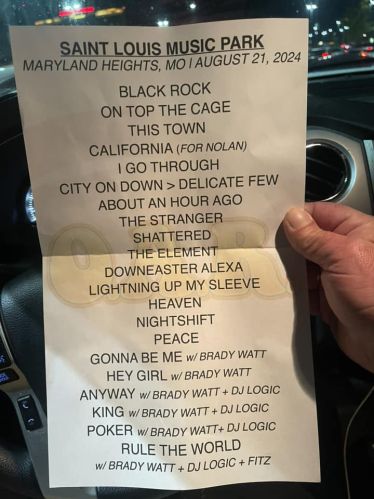 SAINT LOUIS MUSIC PARK
MARYLAND HEIGHTS, MO I AUGUST 21, 2024
BLACK ROCK
ON TOP THE CAGE
THIS TOWN
CALIFORNIA (FOR NOLAN)
I GO THROUGH
CITY ON DOWN > DELICATE FEW
ABOUT AN HOUR AGO
THE STRANGER
SHATTERED
THE ELEMENT
DOWNEASTER ALEXA
LIGHTNING UP MY SLEEVE
HEAVEN
NIGHTSHIFT
PEACE
GONNA BE ME w/ BRADY WATT
HEY GIRL w/ BRADY WATT
ANYWAY w/ BRADY WATT + DJ LOGIC
KING w/ BRADY WATT + DJ LOGIC
POKER w/ BRADY WATT+ DJ LOGIC
RULE THE WORLD
w/ BRADY WATT + DJ LOGIC + FITZ